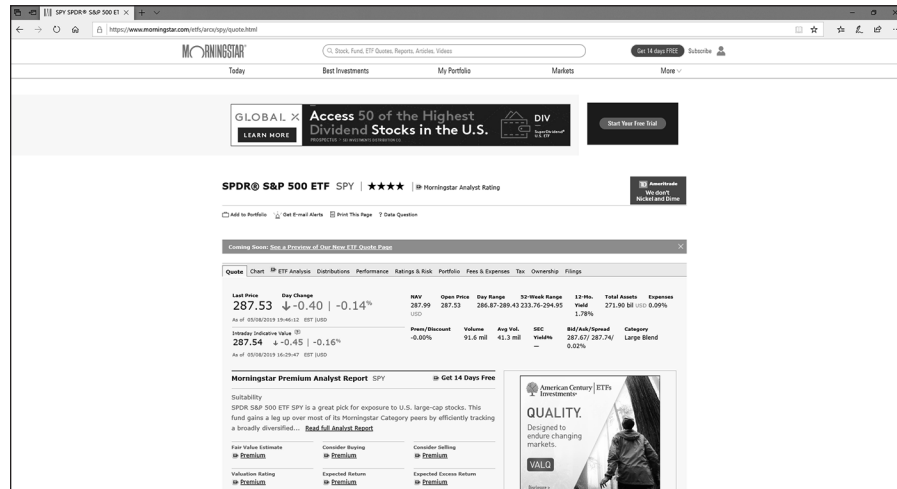 SPY SPDR® S&P 500 ET
https://www.morningstar.com/etfs/arcx/spy/quote.html
MORNINGSTAR®
Stock, Fund, ETF Quotes, Reports, Articles, Videos
Get 14 days FREE Subscribe
Today Best Investments My Portfolio Markets More
GLOBAL X
LEARN MORE
Access 50 of the Highest
Dividend Stocks in the U.S.
PROSPECTUS | SEI INVESTMENTS DISTRIBUTION CO.
DIV
SuperDividend®
U.S. ETF
Start Your Free Trial
SPDR® S&P 500 ETF SPY | ★★★★ | Morningstar Analyst Rating
Ameritrade
We don't
Nickel and Dime
Add to Portfolio Get E-mail Alerts Print This Page ? Data Question
Coming Soon: See a Preview of Our New ETF Quote Page
Quote Chart ETF Analysis Distributions Performance Ratings & Risk Portfolio Fees & Expenses Tax Ownership Filings
Last Price Day Change
287.53 ↓-0.40 | -0.14%
As of 05/08/2019 19:46:12 EST |USD
Intraday Indicative Value
287.54 ↓-0.45 | -0.16%
As of 05/08/2019 16:29:47 EST |USD
NAV Open Price Day Range 52-Week Range 12-Mo. Yield Total Assets Expenses
287.99 USD 287.53 286.87-289.43 233.76-294.95 1.78% 271.90 bil USD 0.09%
Prem/Discount Volume Avg Vol. SEC Yield% Bid/Ask/Spread Category
-0.00% 91.6 mil 41.3 mil — 287.67/ 287.74/ 0.02% Large Blend
Morningstar Premium Analyst Report SPY Get 14 Days Free
Suitability
SPDR S&P 500 ETF SPY is a great pick for exposure to U.S. large-cap stocks. This
fund gains a leg up over most of its Morningstar Category peers by efficiently tracking
a broadly diversified... Read full Analyst Report
Fair Value Estimate Consider Buying Consider Selling
Premium Premium Premium
Valuation Rating Expected Return Expected Excess Return
Premium Premium Premium
American Century Investments® ETFs
QUALITY.
Designed to
endure changing
markets.
VALQ